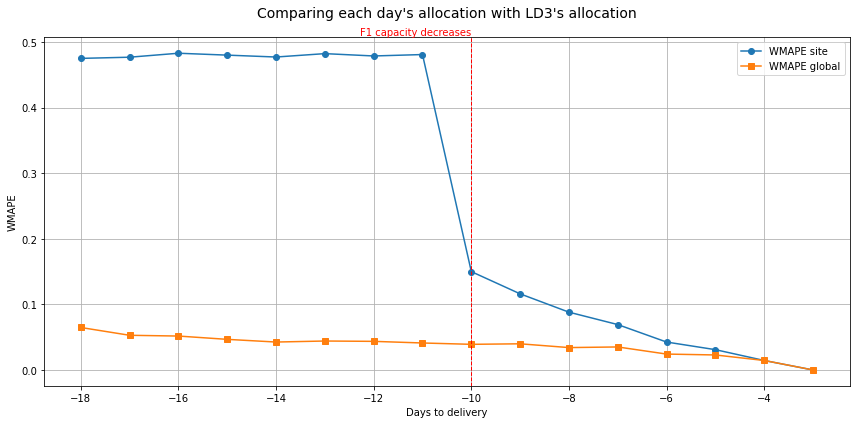 Comparing each day's allocation with LD3's allocation
F1 capacity decreases
WMAPE site
WMAPE global
0.5
0.4
0.3
0.2
0.1
0.0
WMAPE
−18 −16 −14 −12 −10 −8 −6 −4
Days to delivery